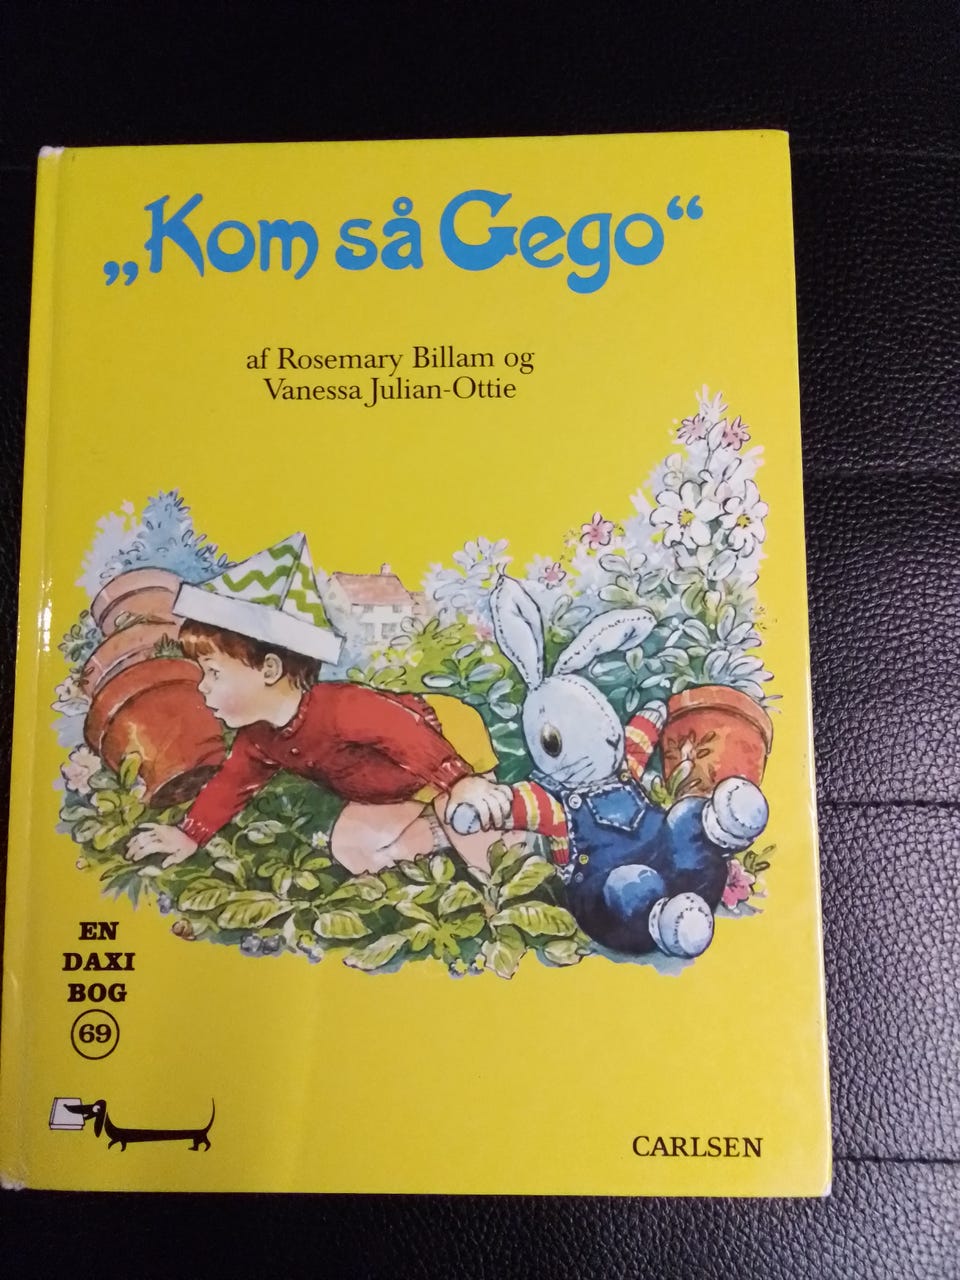 „Kom så Gego“
af Rosemary Billam og
Vanessa Julian-Ottie
EN
DAXI
BOG
69
CARLSEN